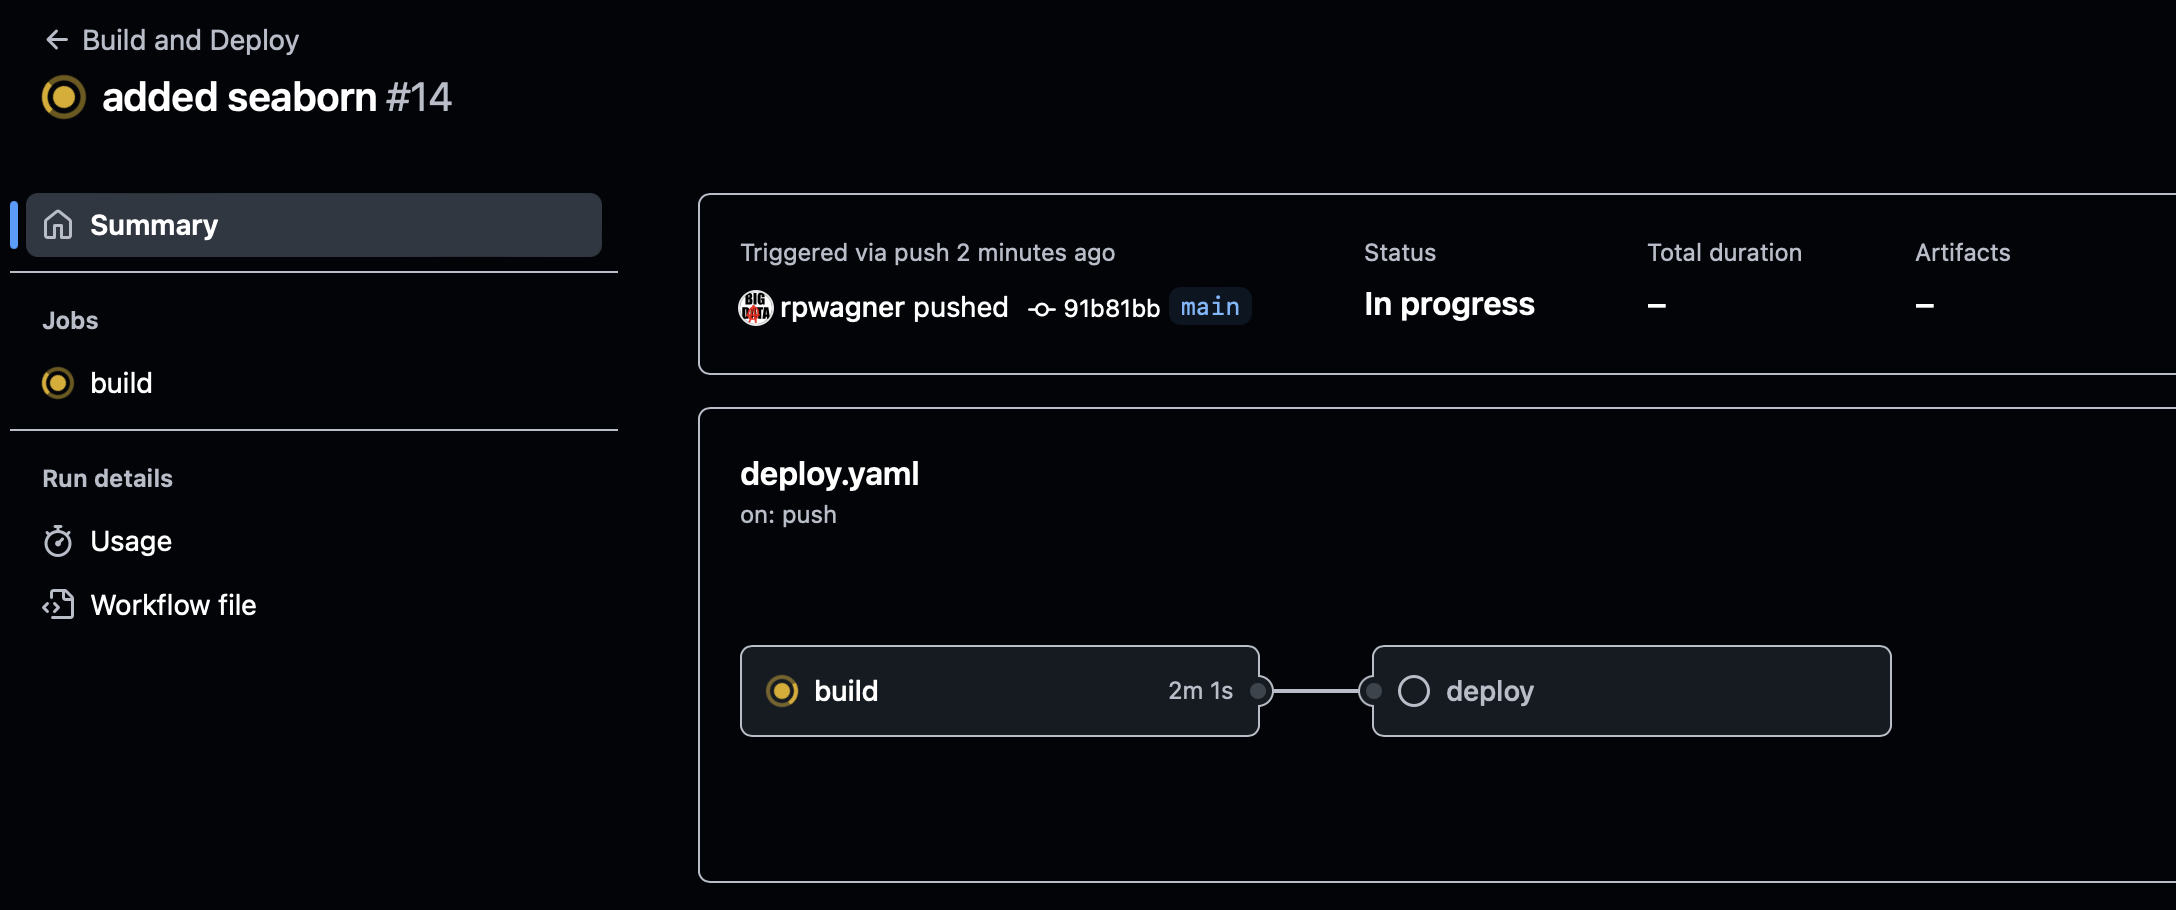 Build and Deploy
added seaborn #14
Summary
Jobs
build
Run details
Usage
Workflow file
Triggered via push 2 minutes ago
BIG
DATA
rpwagner pushed 91b81bb main
Status
In progress
Total duration
–
Artifacts
–
deploy.yaml
on: push
build 2m 1s
deploy